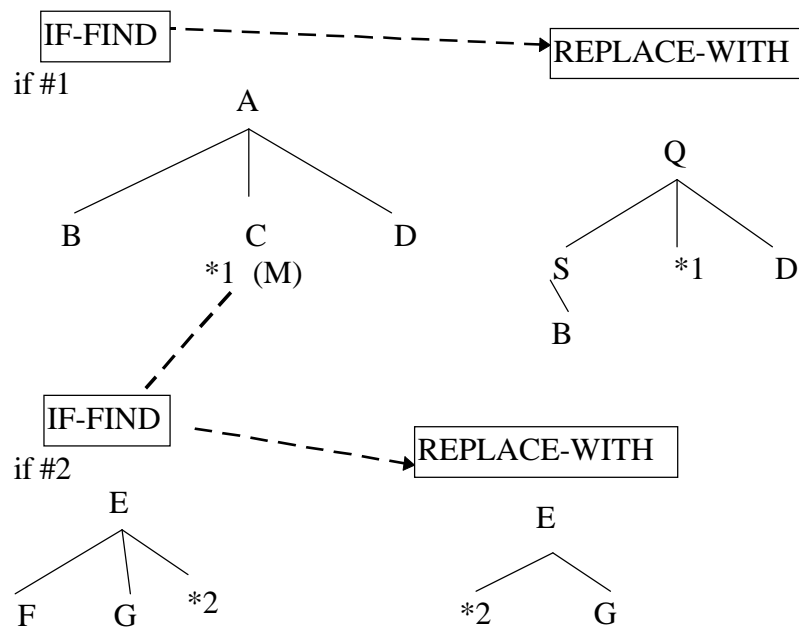 IF-FIND
REPLACE-WITH
if #1
A
Q
B C D
*1 (M)
S *1 D
B
IF-FIND
REPLACE-WITH
if #2
E
E
F G *2
*2 G